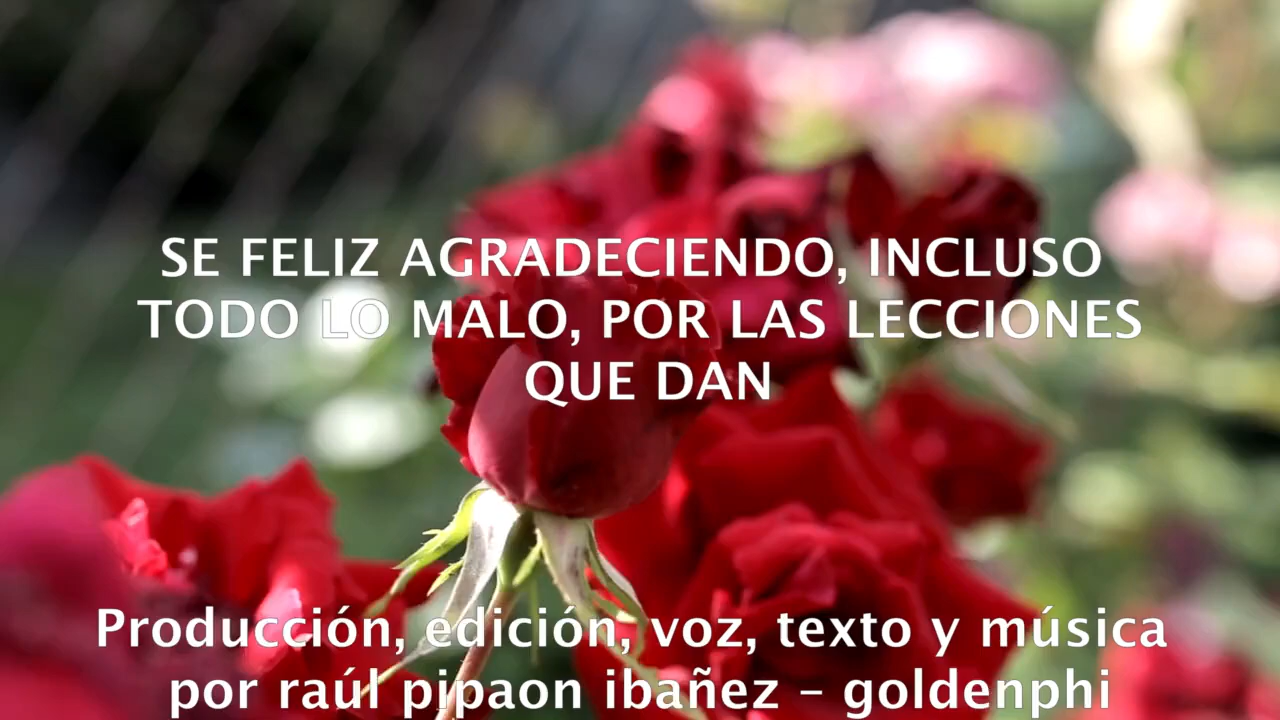 SE FELIZ AGRADECIENDO, INCLUSO
TODO LO MALO, POR LAS LECCIONES
QUE DAN
Producción, edición, voz, texto y música
por raúl pipaon ibañez – goldenphi